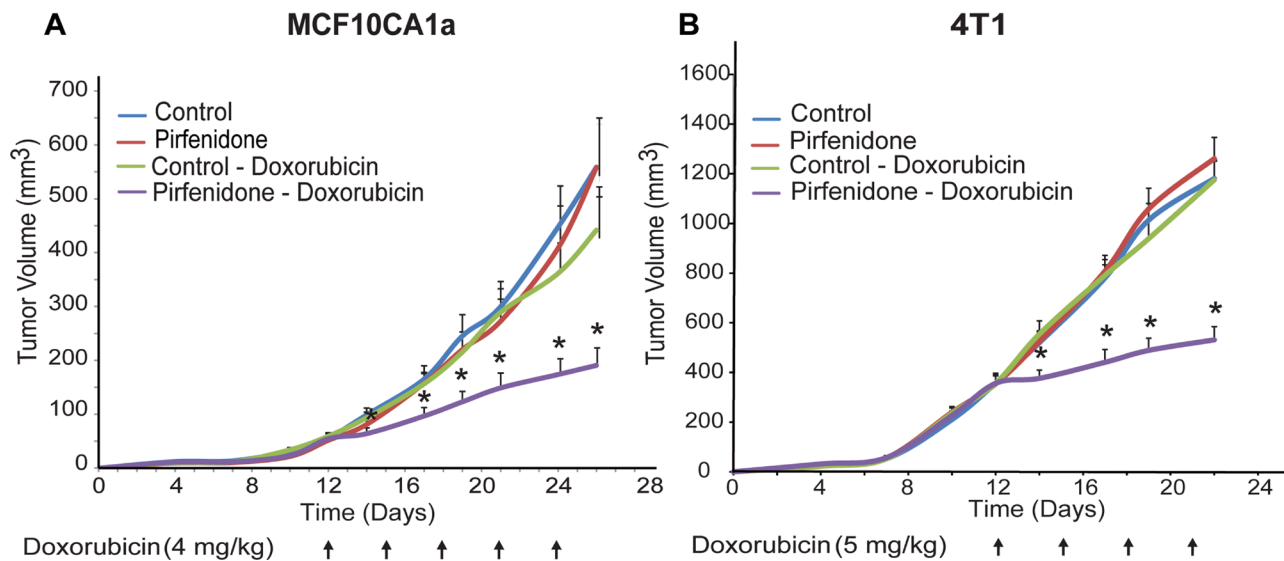 A MCF10CA1a
700
600
500
400
300
200
100
0
Tumor Volume (mm3)
Control
Pirfenidone
Control - Doxorubicin
Pirfenidone - Doxorubicin
* * * * * *
0 4 8 12 16 20 24 28
Time (Days)
Doxorubicin (4 mg/kg)
B 4T1
1600
1400
1200
1000
800
600
400
200
0
Tumor Volume (mm3)
Control
Pirfenidone
Control - Doxorubicin
Pirfenidone - Doxorubicin
* * * *
0 4 8 12 16 20 24
Time (Days)
Doxorubicin (5 mg/kg)